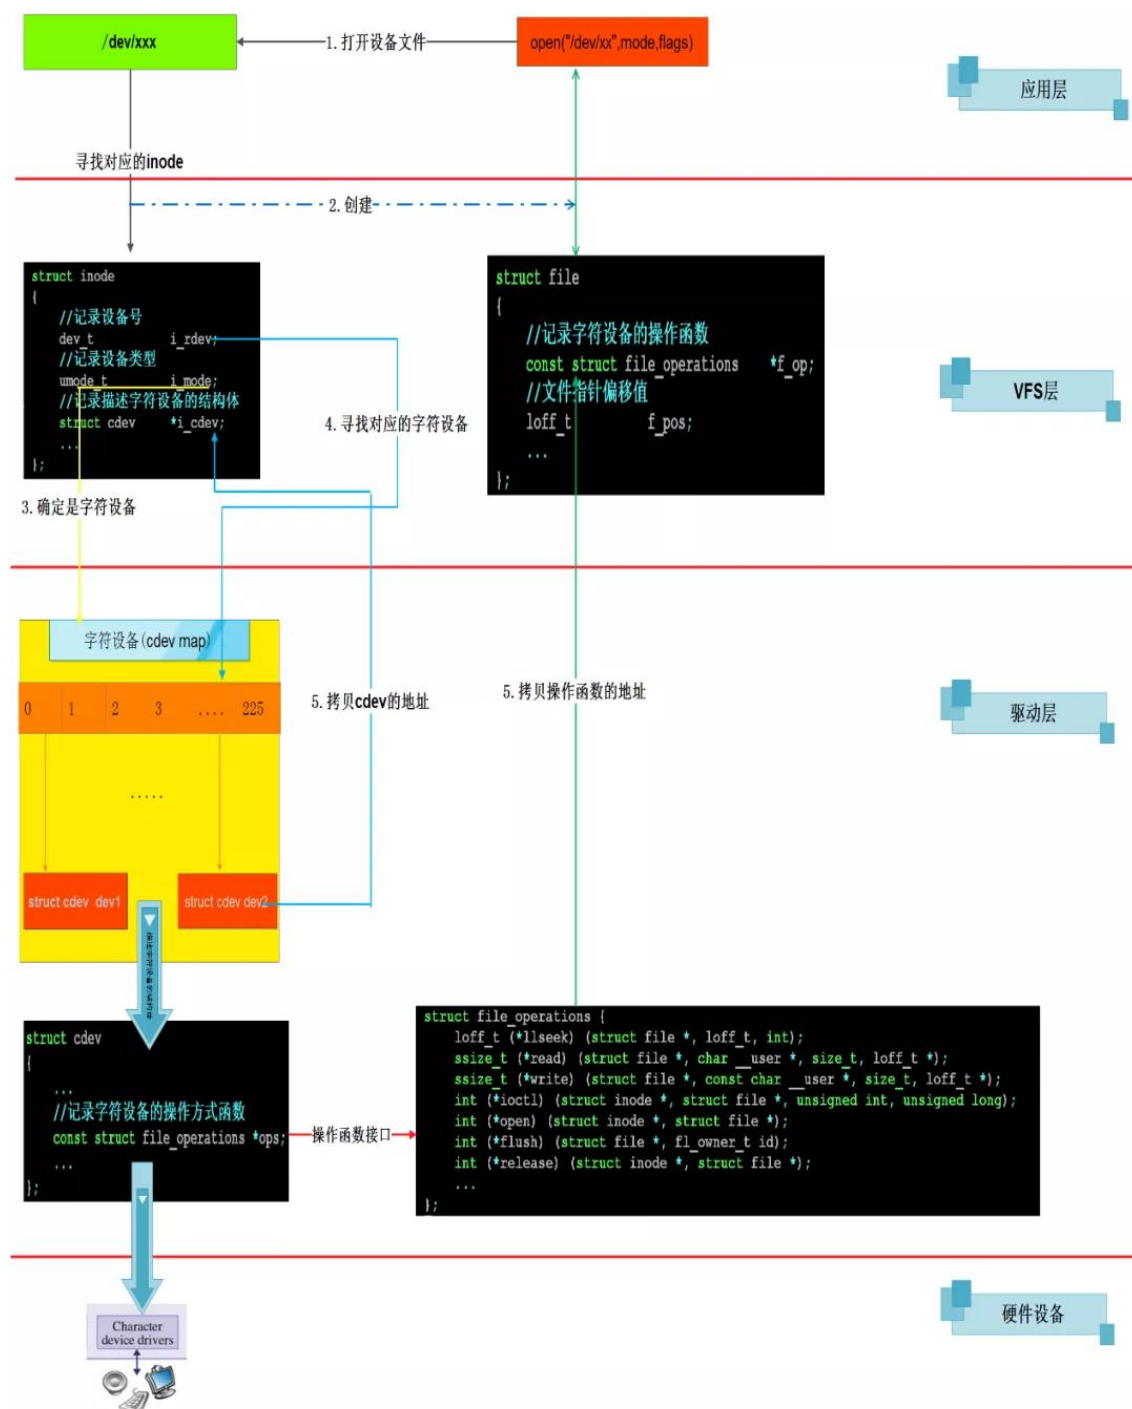 /dev/xxx
1.打开设备文件
open("/dev/xx",mode,flags)
应用层
寻找对应的inode
2.创建
struct inode
{
//记录设备号
dev_t i_rdev;
//记录设备类型
umode_t i_mode;
//记录描述字符设备的结构体
struct cdev *i_cdev;
...
};
struct file
{
//记录字符设备的操作函数
const struct file_operations *f_op;
//文件指针偏移值
loff_t f_pos;
...
};
VFS层
4.寻找对应的字符设备
3.确定是字符设备
字符设备(cdev map)
0 1 2 3 .... 225
.....
struct cdev dev1
struct cdev dev2
5.拷贝cdev的地址
5.拷贝操作函数的地址
驱动层
struct cdev
{
...
//记录字符设备的操作方式函数
const struct file_operations *ops;
...
};
操作函数接口
struct file_operations {
loff_t (*llseek) (struct file *, loff_t, int);
ssize_t (*read) (struct file *, char __user *, size_t, loff_t *);
ssize_t (*write) (struct file *, const char __user *, size_t, loff_t *);
int (*ioctl) (struct inode *, struct file *, unsigned int, unsigned long);
int (*open) (struct inode *, struct file *);
int (*flush) (struct file *, fl_owner_t id);
int (*release) (struct inode *, struct file *);
...
};
硬件设备
Character
device drivers